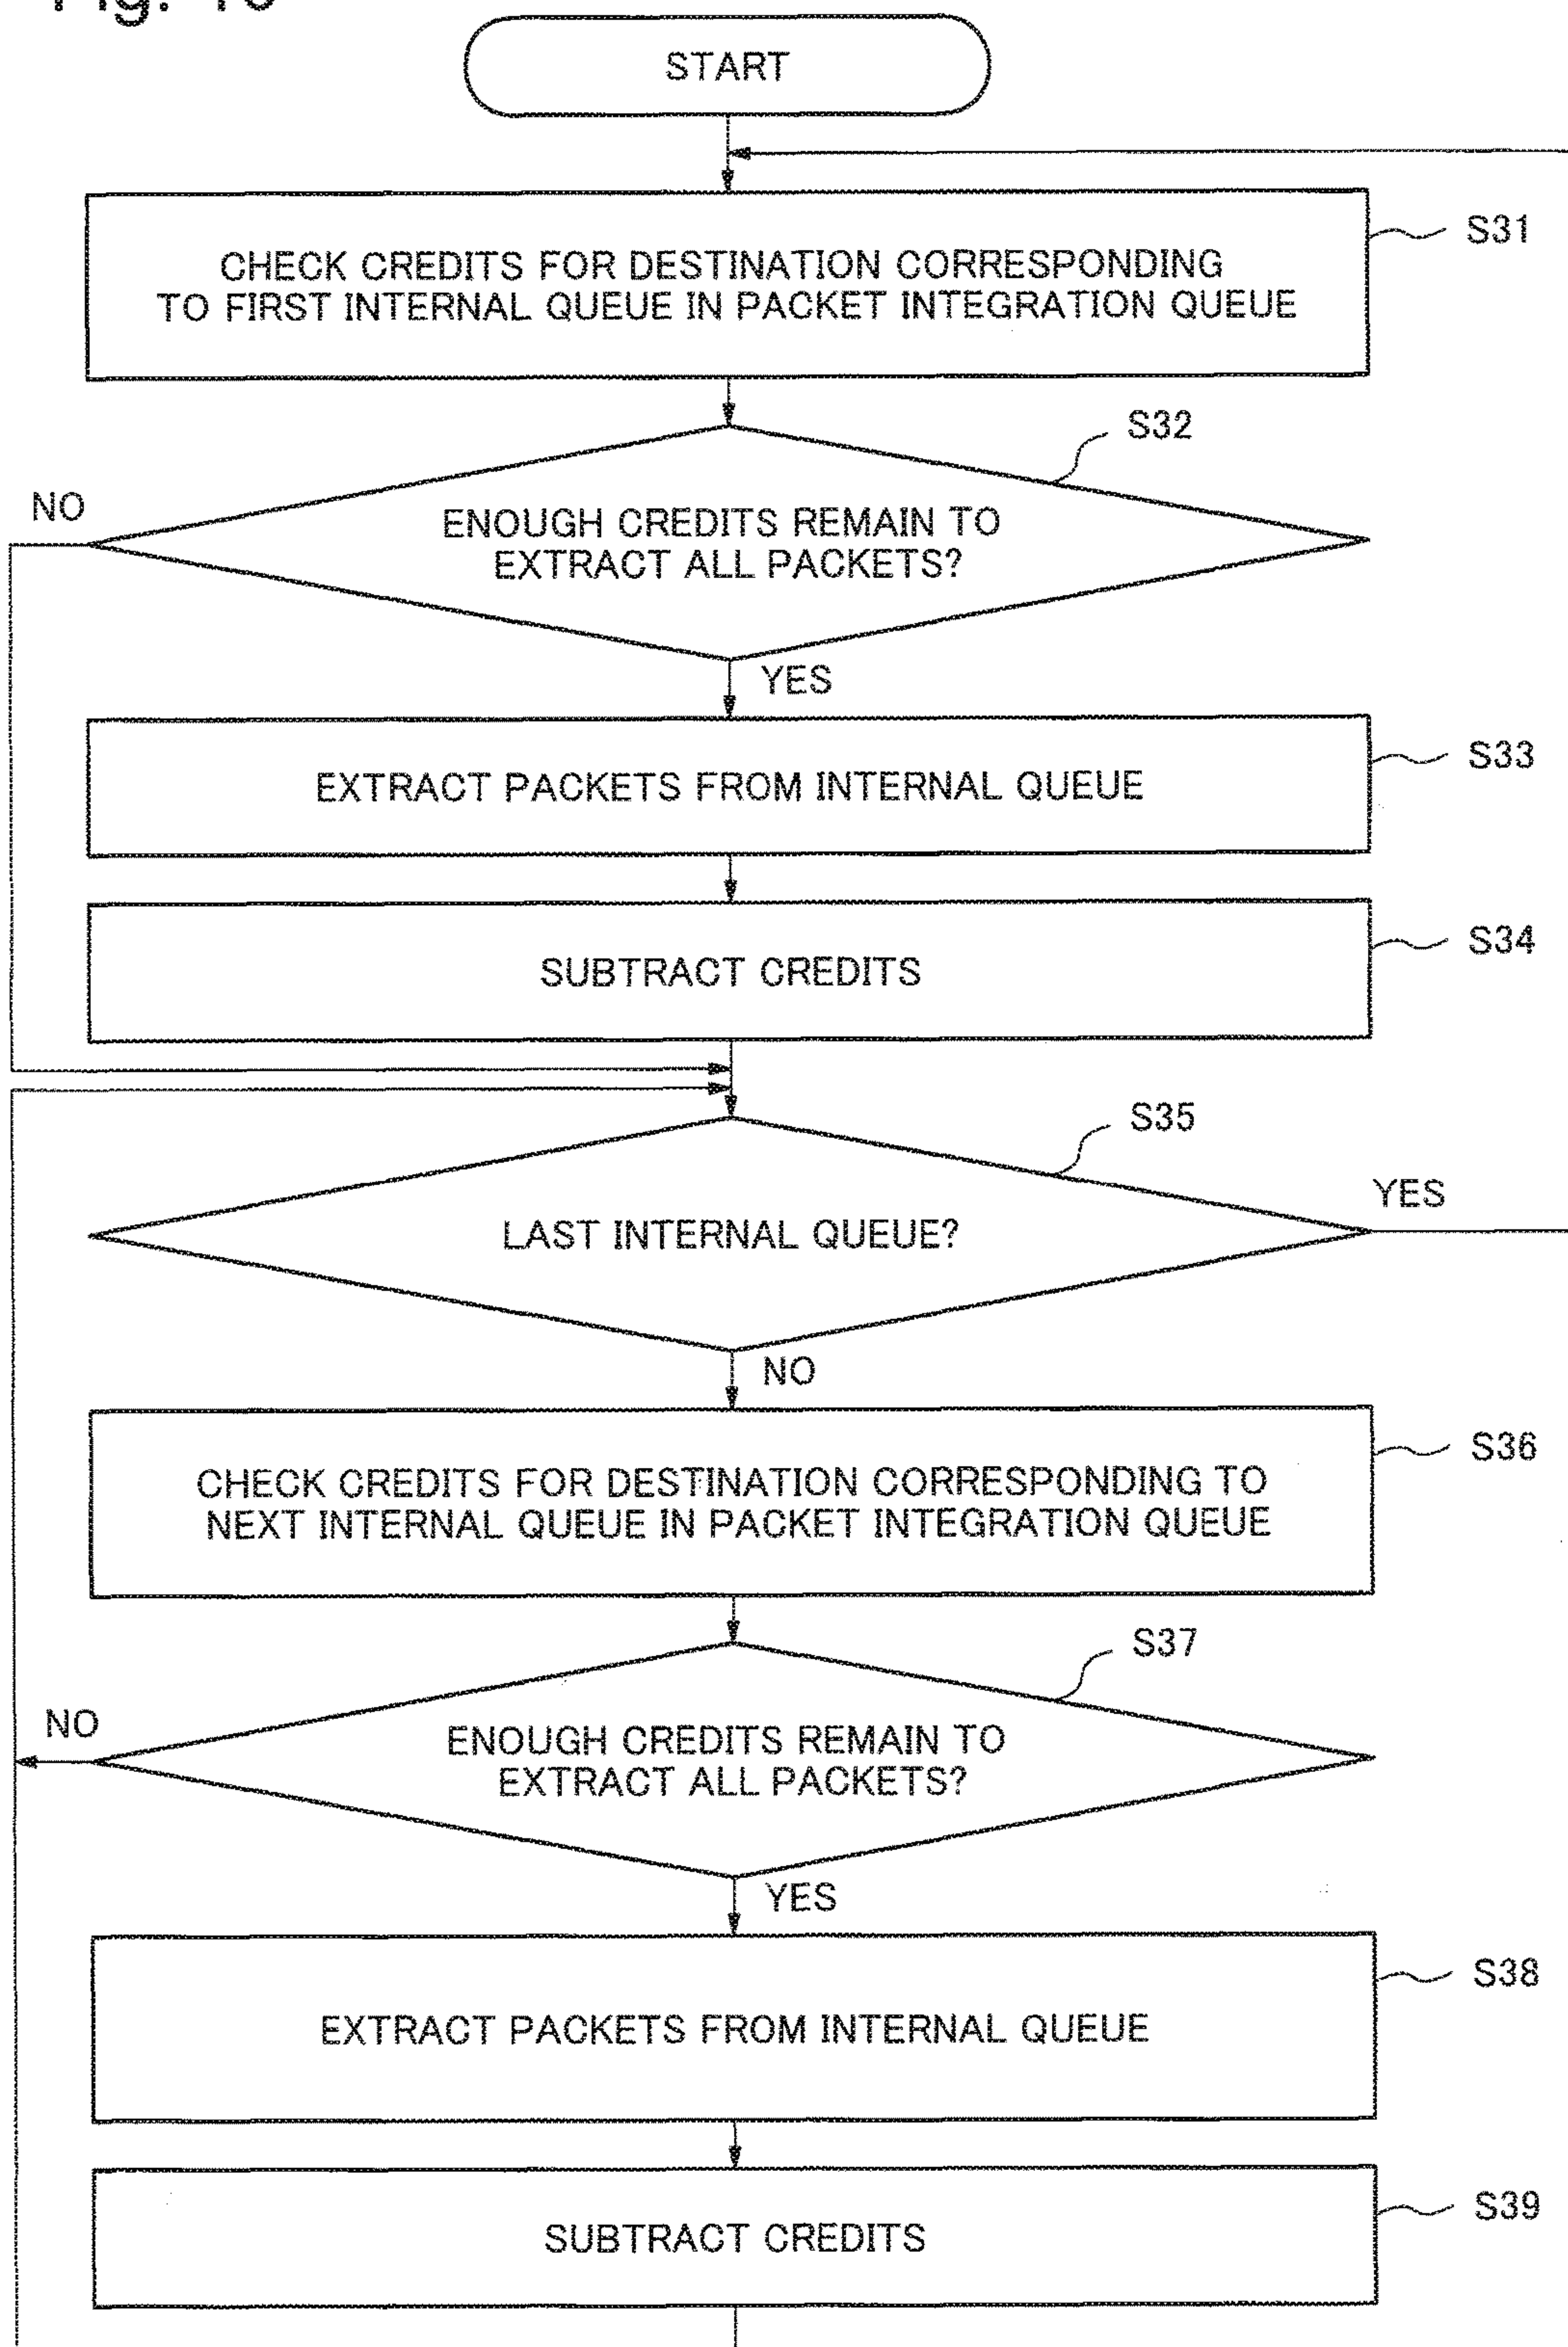 START
CHECK CREDITS FOR DESTINATION CORRESPONDING
TO FIRST INTERNAL QUEUE IN PACKET INTEGRATION QUEUE
S31
S32
NO
ENOUGH CREDITS REMAIN TO
EXTRACT ALL PACKETS?
YES
EXTRACT PACKETS FROM INTERNAL QUEUE
S33
SUBTRACT CREDITS
S34
S35
YES
LAST INTERNAL QUEUE?
NO
CHECK CREDITS FOR DESTINATION CORRESPONDING TO
NEXT INTERNAL QUEUE IN PACKET INTEGRATION QUEUE
S36
S37
NO
ENOUGH CREDITS REMAIN TO
EXTRACT ALL PACKETS?
YES
EXTRACT PACKETS FROM INTERNAL QUEUE
S38
SUBTRACT CREDITS
S39